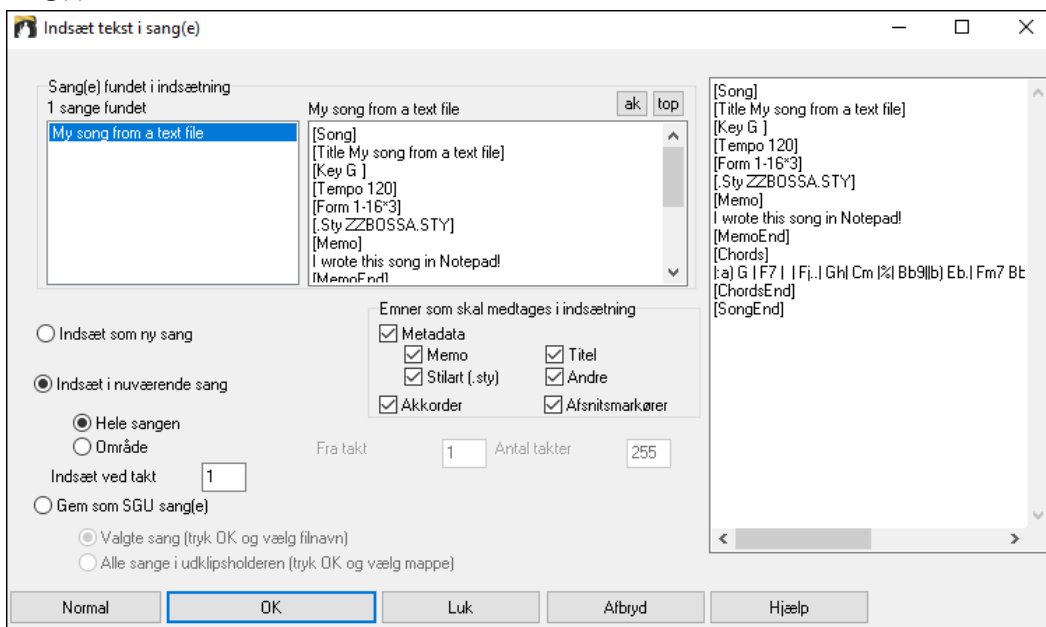 Indsæt tekst i sang(e)
Sang(e) fundet i indsætning
1 sange fundet
My song from a text file
ak
top
My song from a text file
[Song]
[Title My song from a text file]
[Key G ]
[Tempo 120]
[Form 1-16*3]
[.Sty ZZBOSSA.STY]
[Memo]
I wrote this song in Notepad!
[MemoEnd]
Indsæt som ny sang
Indsæt i nuværende sang
Hele sangen
Område
Indsæt ved takt 1
Emner som skal medtages i indsætning
Metadata
Memo Titel
Stilart (.sty) Andre
Akkorder Afsnitsmarkører
Fra takt 1 Antal takter 255
Gem som SGU sang(e)
Valgte sang (tryk OK og vælg filnavn)
Alle sange i udklipsholderen (tryk OK og vælg mappe)
[Song]
[Title My song from a text file]
[Key G ]
[Tempo 120]
[Form 1-16*3]
[.Sty ZZBOSSA.STY]
[Memo]
I wrote this song in Notepad!
[MemoEnd]
[Chords]
|:a) G | F7 | | Fj..| Gh| Cm |%| Bb9||b) Eb.| Fm7
[ChordsEnd]
[SongEnd]
Normal OK Luk Afbryd Hjælp